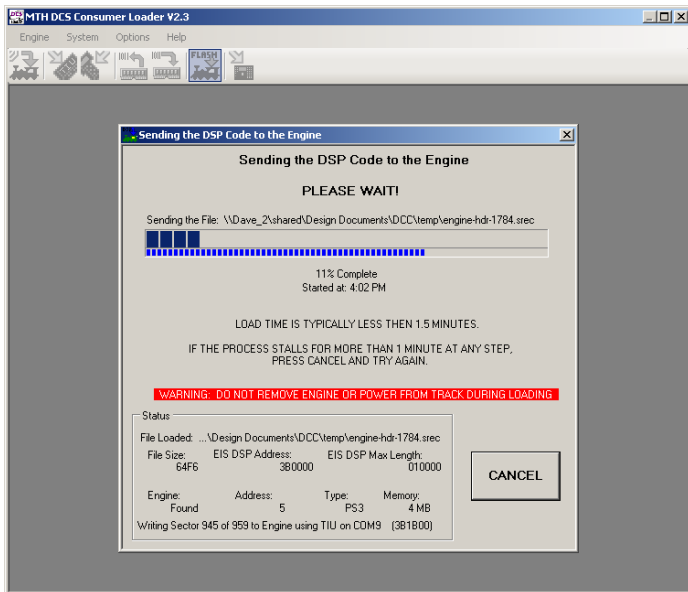 MTH DCS Consumer Loader V2.3
Engine System Options Help
FLASH
Sending the DSP Code to the Engine
Sending the DSP Code to the Engine
PLEASE WAIT!
Sending the File: \\Dave_2\shared\Design Documents\DCC\temp\engine-hdr-1784.srec
11% Complete
Started at: 4:02 PM
LOAD TIME IS TYPICALLY LESS THEN 1.5 MINUTES.
IF THE PROCESS STALLS FOR MORE THAN 1 MINUTE AT ANY STEP,
PRESS CANCEL AND TRY AGAIN.
WARNING: DO NOT REMOVE ENGINE OR POWER FROM TRACK DURING LOADING
Status
File Loaded: ...\Design Documents\DCC\temp\engine-hdr-1784.srec
File Size: EIS DSP Address: EIS DSP Max Length:
64F6 3B0000 010000
CANCEL
Engine: Address: Type: Memory:
Found 5 PS3 4 MB
Writing Sector 945 of 959 to Engine using TIU on COM9 (3B1B00)